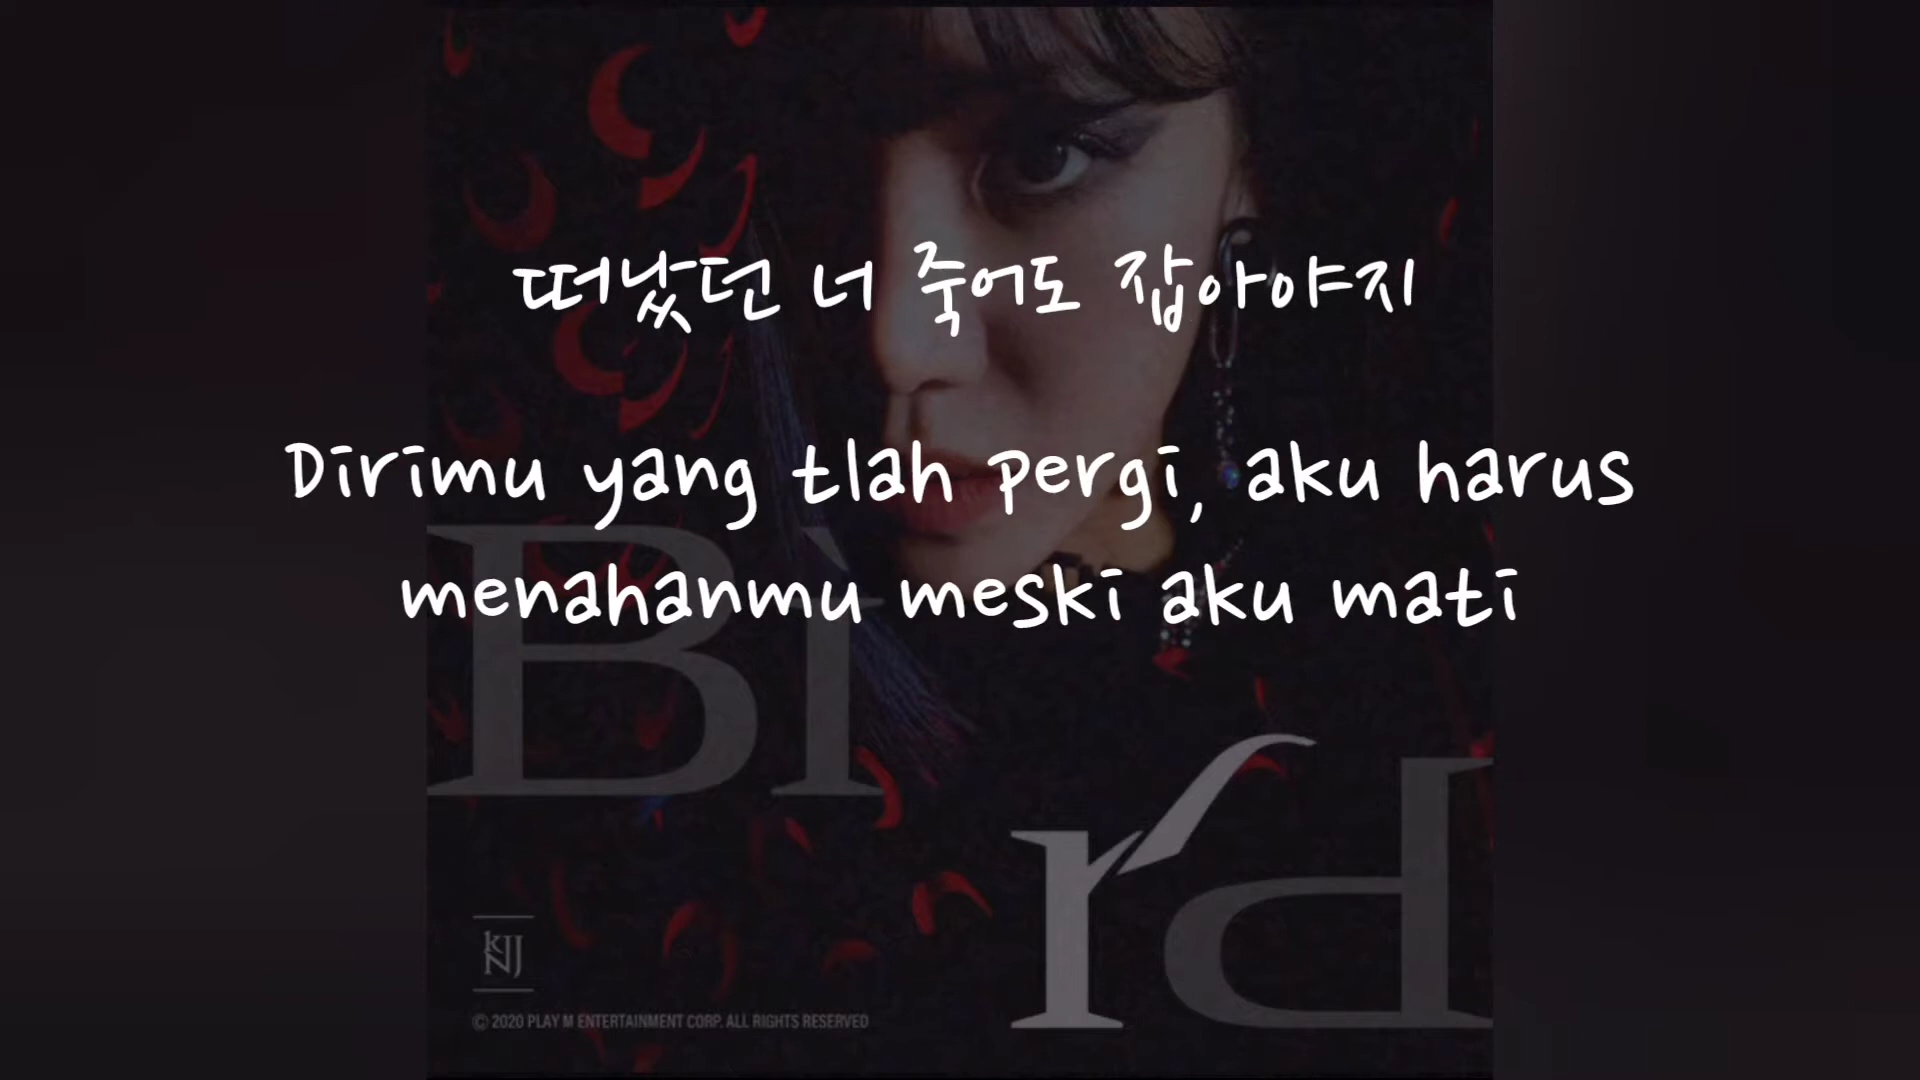 떠났던 너 죽어도 잡아야지
Dirimu yang tlah pergi, aku harus
menahanmu meski aku mati
Bird
KNJ
© 2020 PLAY M ENTERTAINMENT CORP. ALL RIGHTS RESERVED